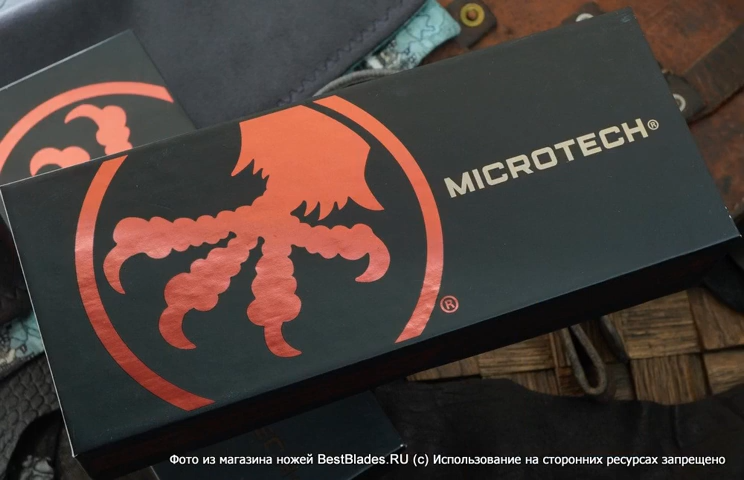 MICROTECH®
®
Фото из магазина ножей BestBlades.RU (c) Использование на сторонних ресурсах запрещено